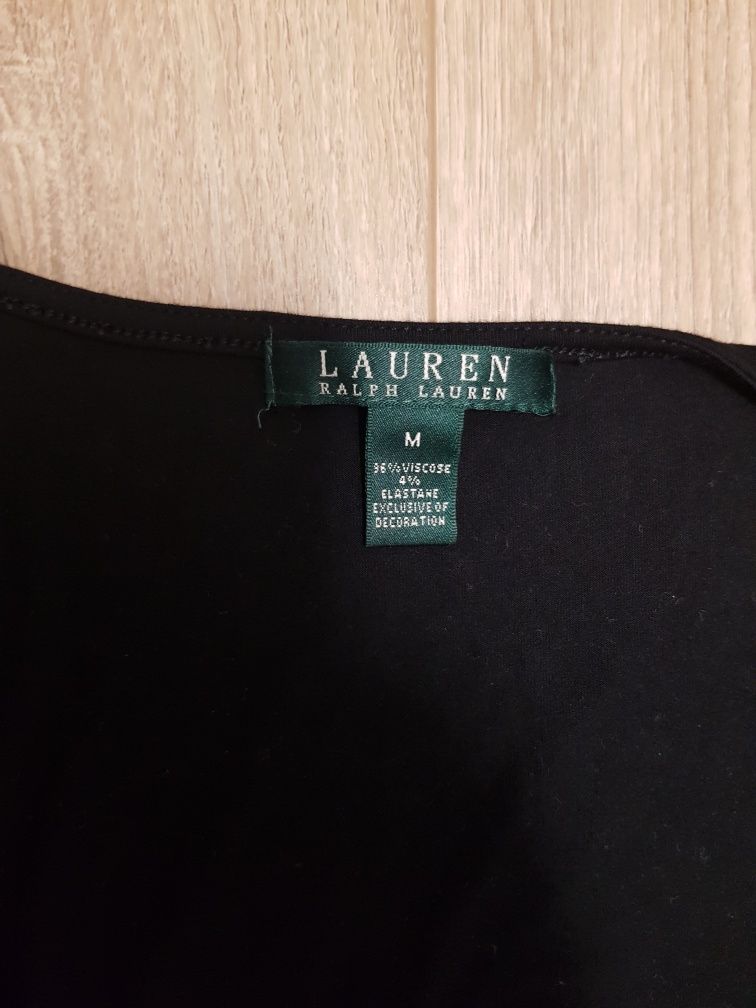 LAUREN
RALPH LAUREN
M
96% VISCOSE
4%
ELASTANE
EXCLUSIVE OF
DECORATION